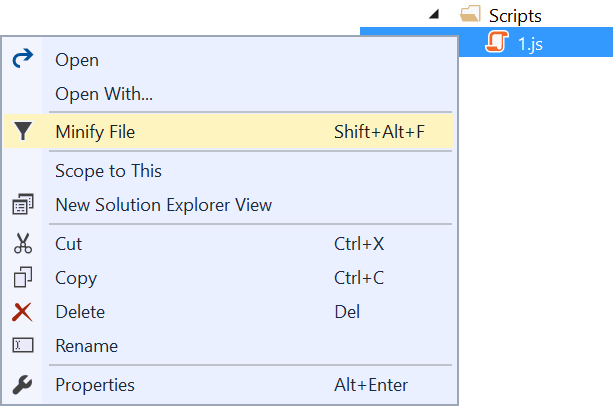 Scripts
1.js
Open
Open With...
Minify File Shift+Alt+F
Scope to This
New Solution Explorer View
Cut Ctrl+X
Copy Ctrl+C
Delete Del
Rename
Properties Alt+Enter